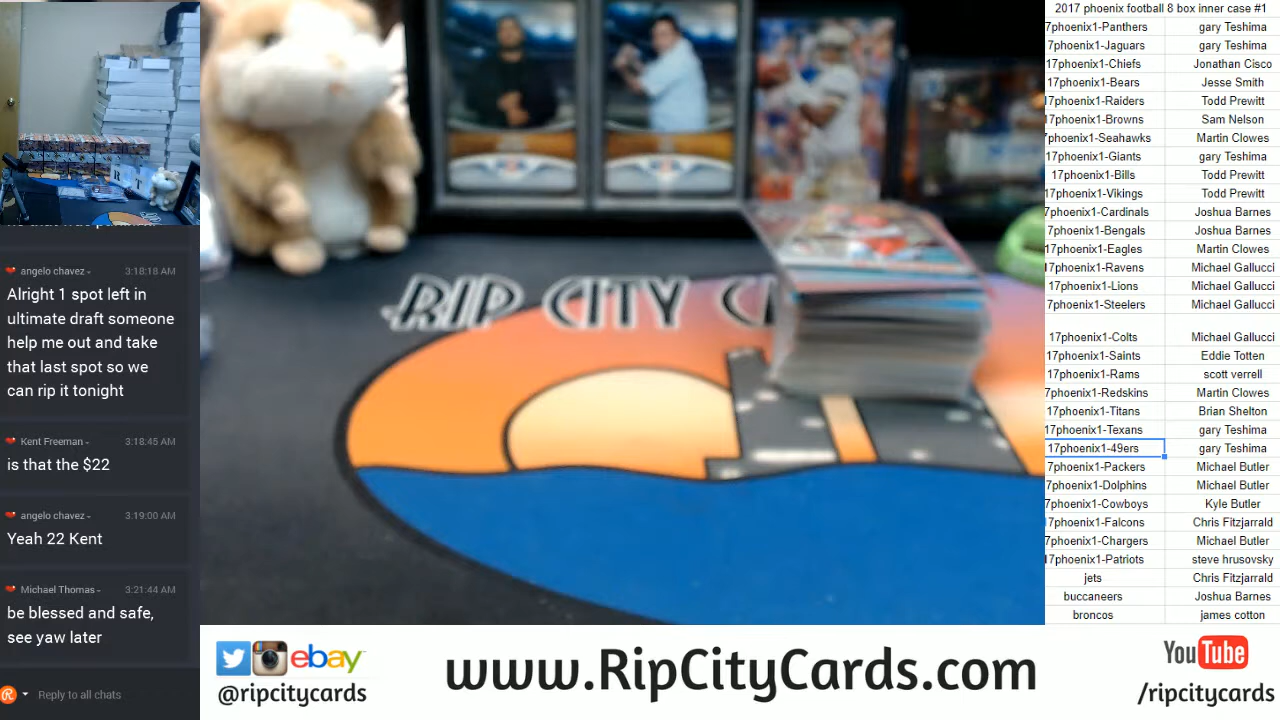 angelo chavez - 3:18:18 AM
Alright 1 spot left in
ultimate draft someone
help me out and take
that last spot so we
can rip it tonight
Kent Freeman - 3:18:45 AM
is that the $22
angelo chavez - 3:19:00 AM
Yeah 22 Kent
Michael Thomas - 3:21:44 AM
be blessed and safe,
see yaw later
Reply to all chats
RIP CITY C
2017 phoenix football 8 box inner case #1
7phoenix1-Panthers gary Teshima
7phoenix1-Jaguars gary Teshima
17phoenix1-Chiefs Jonathan Cisco
17phoenix1-Bears Jesse Smith
17phoenix1-Raiders Todd Prewitt
17phoenix1-Browns Sam Nelson
7phoenix1-Seahawks Martin Clowes
17phoenix1-Giants gary Teshima
17phoenix1-Bills Todd Prewitt
17phoenix1-Vikings Todd Prewitt
7phoenix1-Cardinals Joshua Barnes
7phoenix1-Bengals Joshua Barnes
17phoenix1-Eagles Martin Clowes
17phoenix1-Ravens Michael Gallucci
17phoenix1-Lions Michael Gallucci
7phoenix1-Steelers Michael Gallucci
17phoenix1-Colts Michael Gallucci
17phoenix1-Saints Eddie Totten
17phoenix1-Rams scott verrell
7phoenix1-Redskins Martin Clowes
17phoenix1-Titans Brian Shelton
17phoenix1-Texans gary Teshima
17phoenix1-49ers gary Teshima
7phoenix1-Packers Michael Butler
7phoenix1-Dolphins Michael Butler
7phoenix1-Cowboys Kyle Butler
17phoenix1-Falcons Chris Fitzjarrald
17phoenix1-Chargers Michael Butler
17phoenix1-Patriots steve hrusovsky
jets Chris Fitzjarrald
buccaneers Joshua Barnes
broncos james cotton
ebay
@ripcitycards
www.RipCityCards.com
YouTube
/ripcitycards